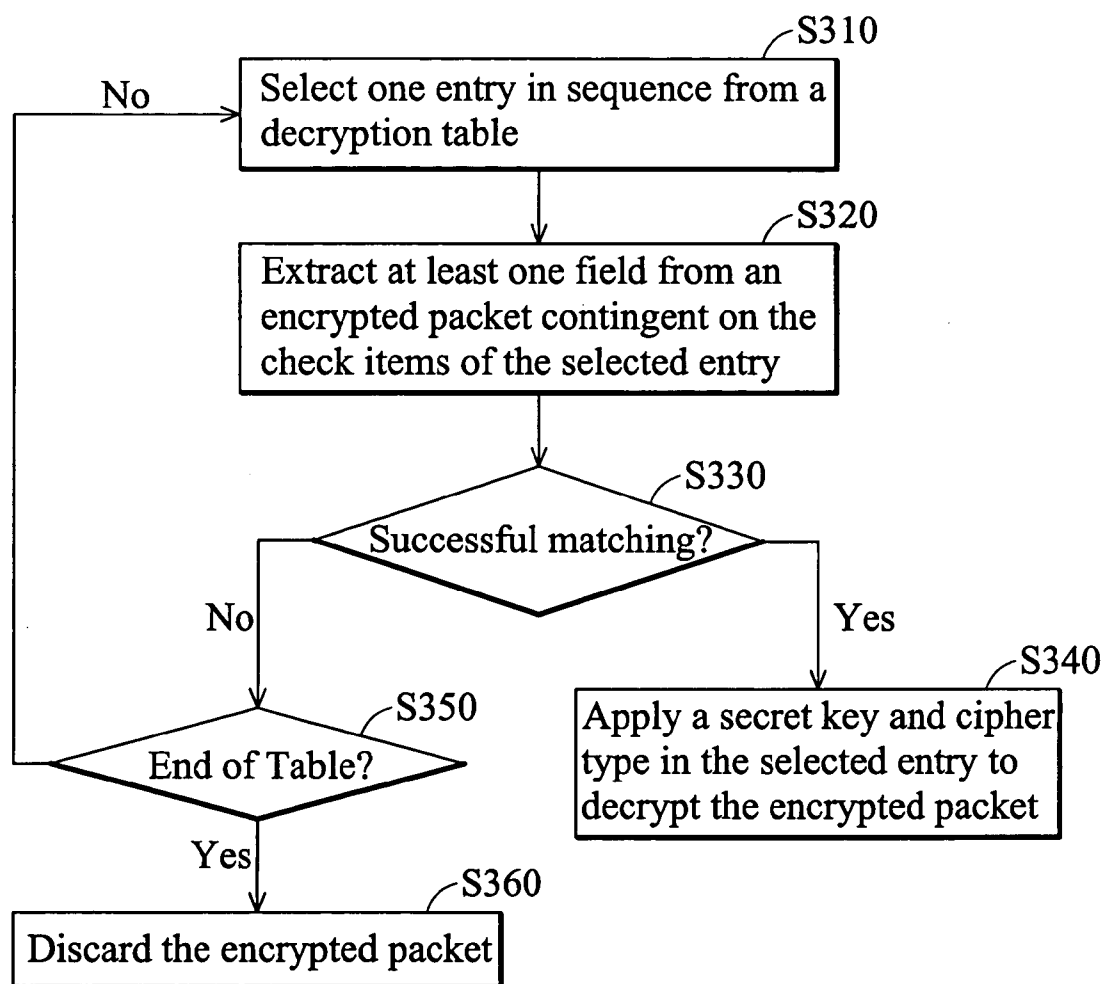 S310
No
Select one entry in sequence from a
decryption table
S320
Extract at least one field from an
encrypted packet contingent on the
check items of the selected entry
S330
Successful matching?
No
Yes
S340
Apply a secret key and cipher
type in the selected entry to
decrypt the encrypted packet
S350
End of Table?
Yes
S360
Discard the encrypted packet